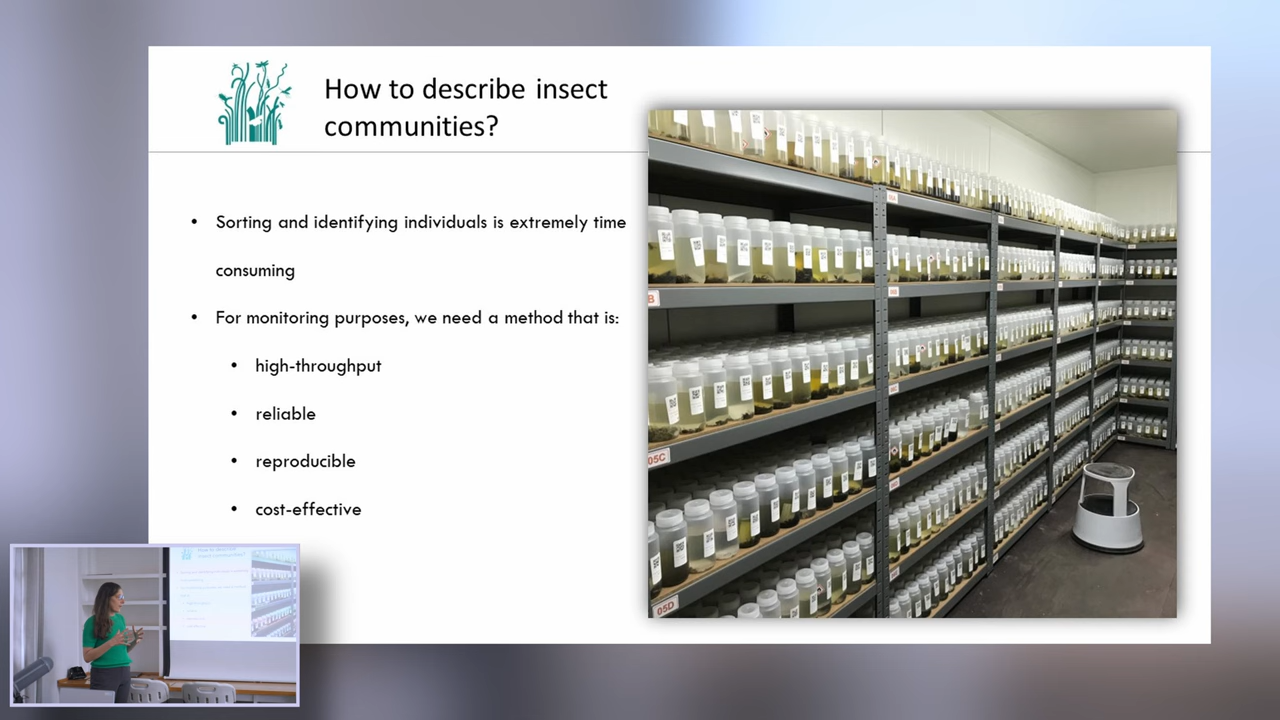 How to describe insect
communities?
• Sorting and identifying individuals is extremely time
consuming
• For monitoring purposes, we need a method that is:
• high-throughput
• reliable
• reproducible
• cost-effective
B
05C
05D